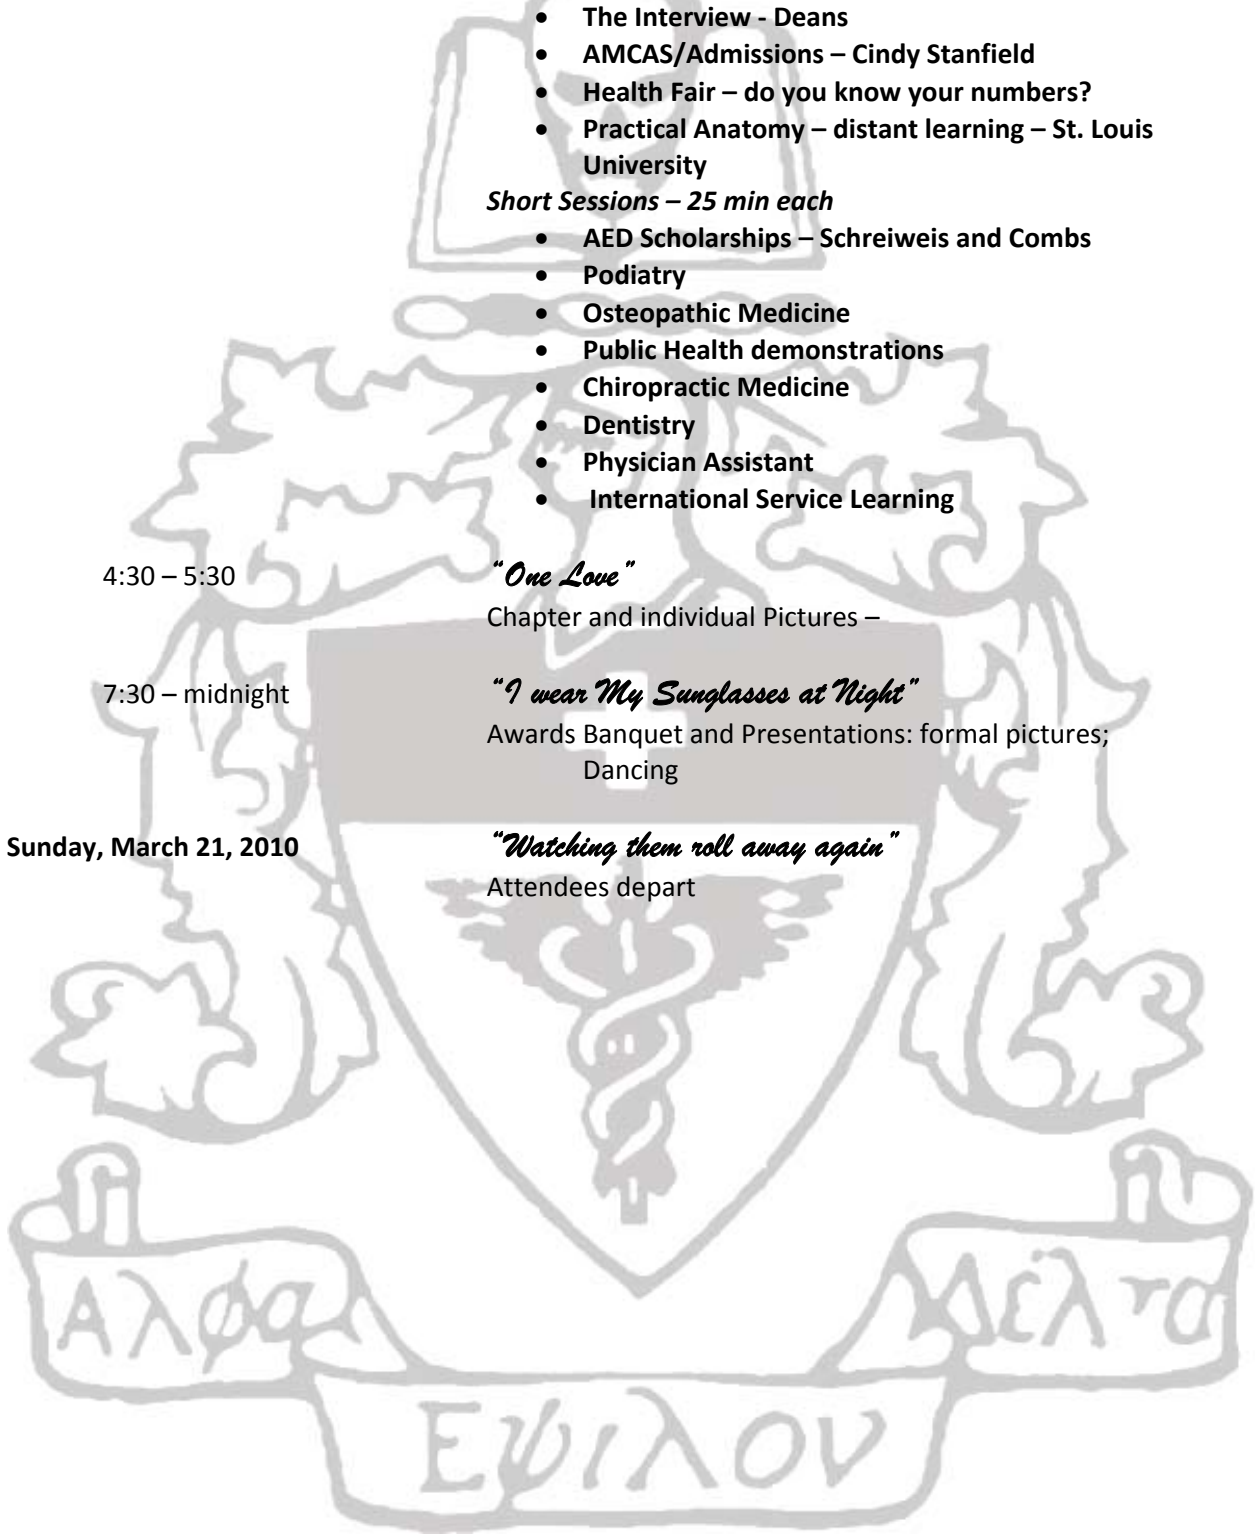 • The Interview - Deans
• AMCAS/Admissions – Cindy Stanfield
• Health Fair – do you know your numbers?
• Practical Anatomy – distant learning – St. Louis
University
Short Sessions – 25 min each
• AED Scholarships – Schreiweis and Combs
• Podiatry
• Osteopathic Medicine
• Public Health demonstrations
• Chiropractic Medicine
• Dentistry
• Physician Assistant
• International Service Learning
4:30 – 5:30 “One Love”
Chapter and individual Pictures –
7:30 – midnight “I wear My Sunglasses at Night”
Awards Banquet and Presentations: formal pictures;
Dancing
Sunday, March 21, 2010 “Watching them roll away again”
Attendees depart
Αλφα Δέλτα
Εψιλον